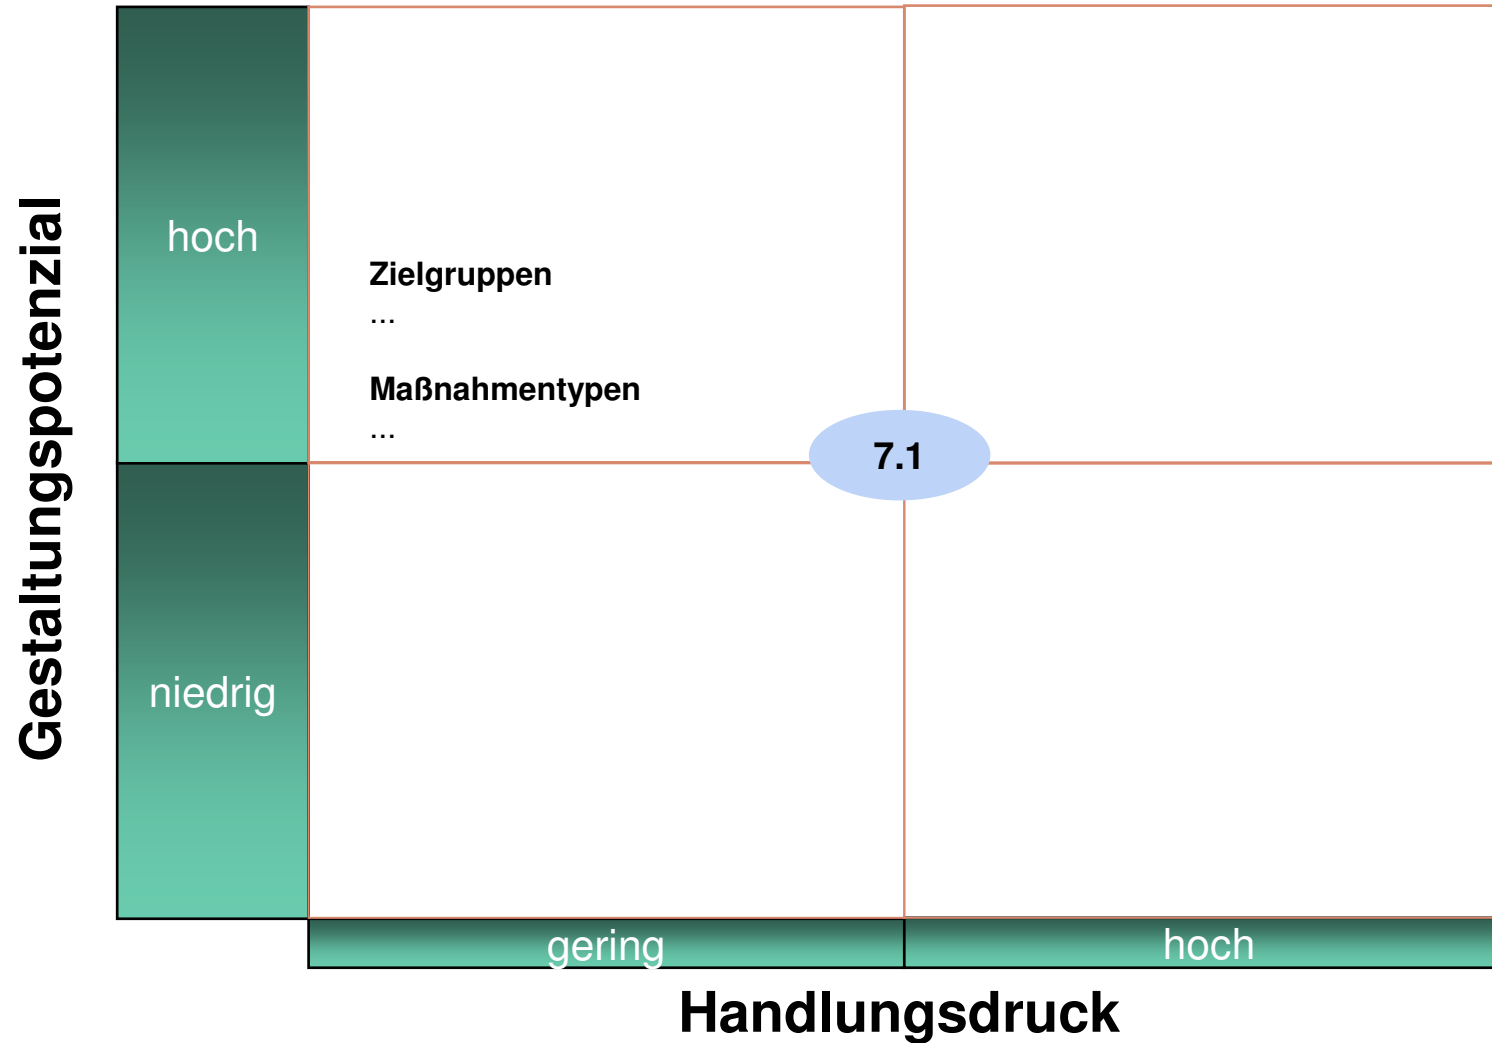 Gestaltungspotenzial
hoch
Zielgruppen
...
Maßnahmentypen
...
7.1
niedrig
gering
hoch
Handlungsdruck